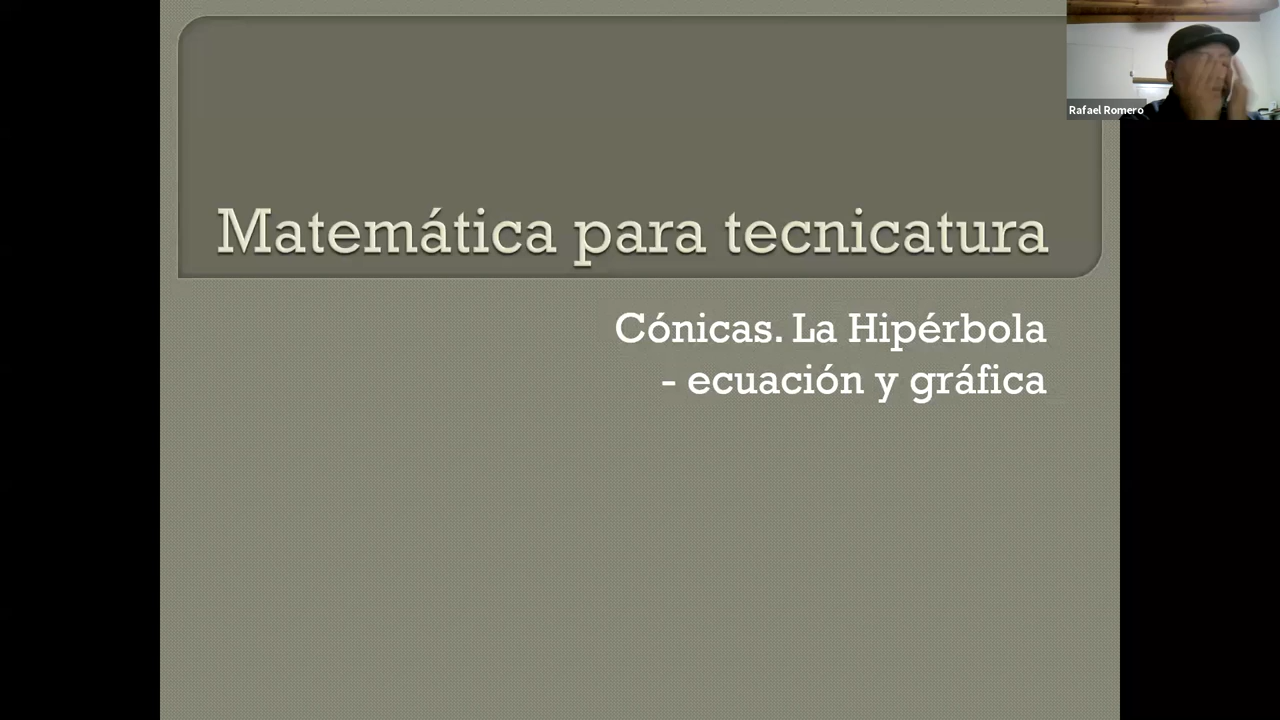 Rafael Romero
Matemática para tecnicatura
Cónicas. La Hipérbola
- ecuación y gráfica